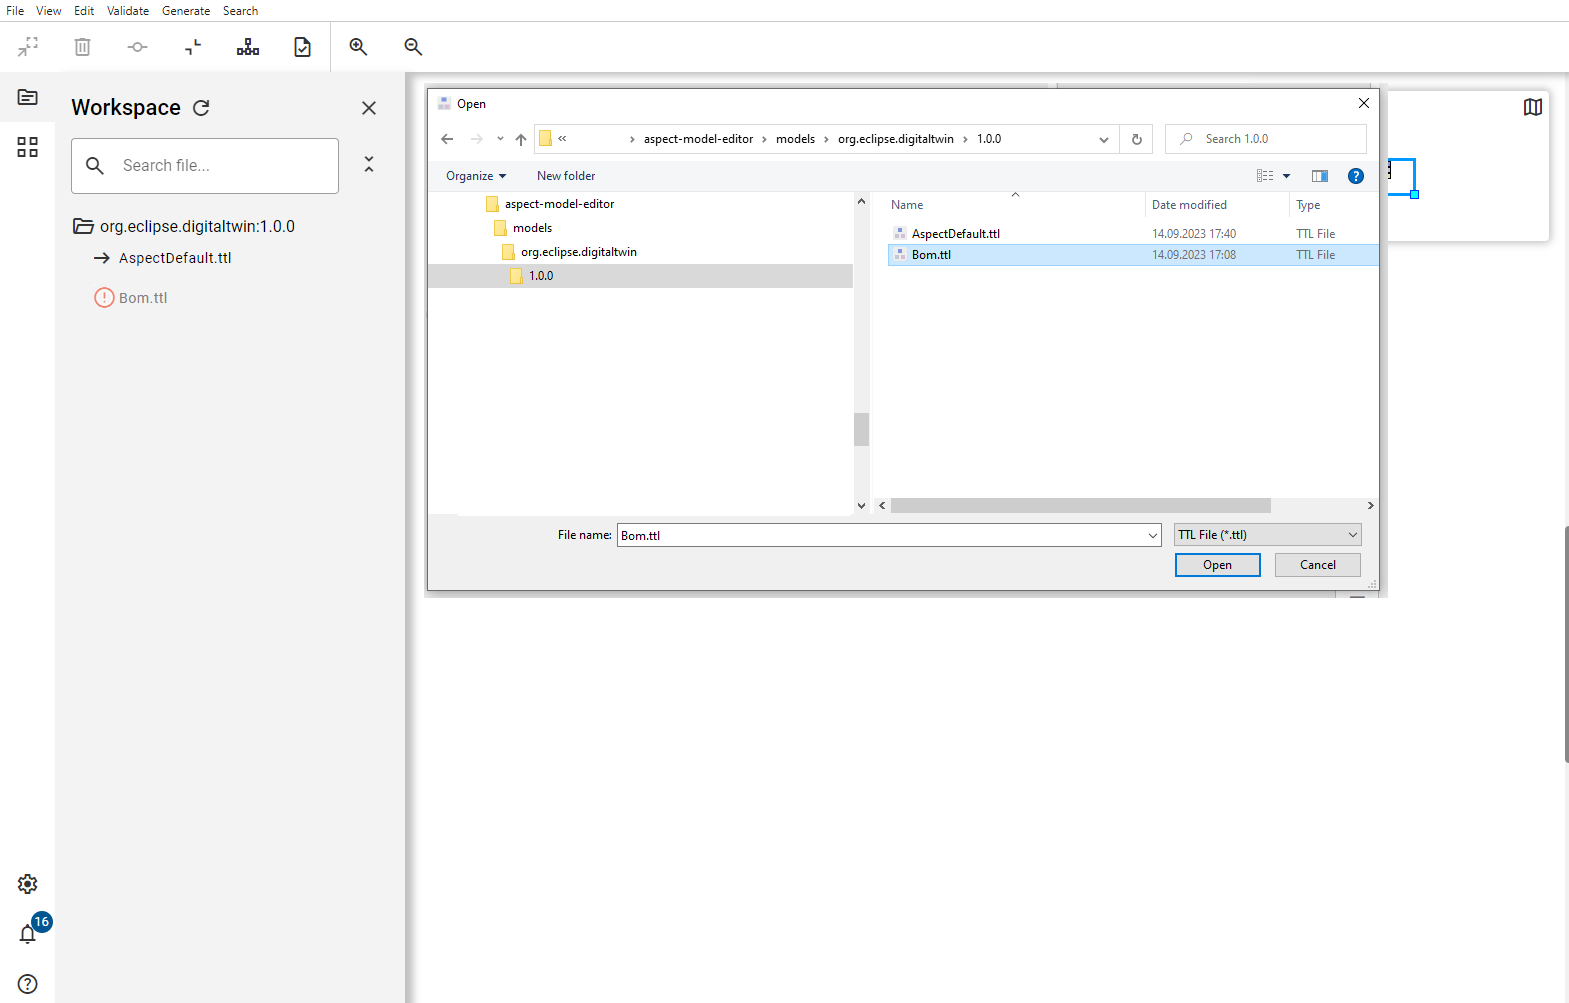 File View Edit Validate Generate Search
Workspace
Search file...
org.eclipse.digitaltwin:1.0.0
AspectDefault.ttl
Bom.ttl
16
Open
« › aspect-model-editor › models › org.eclipse.digitaltwin › 1.0.0
Search 1.0.0
Organize
New folder
aspect-model-editor
models
org.eclipse.digitaltwin
1.0.0
Name Date modified Type
AspectDefault.ttl 14.09.2023 17:40 TTL File
Bom.ttl 14.09.2023 17:08 TTL File
File name: Bom.ttl
TTL File (*.ttl)
Open Cancel